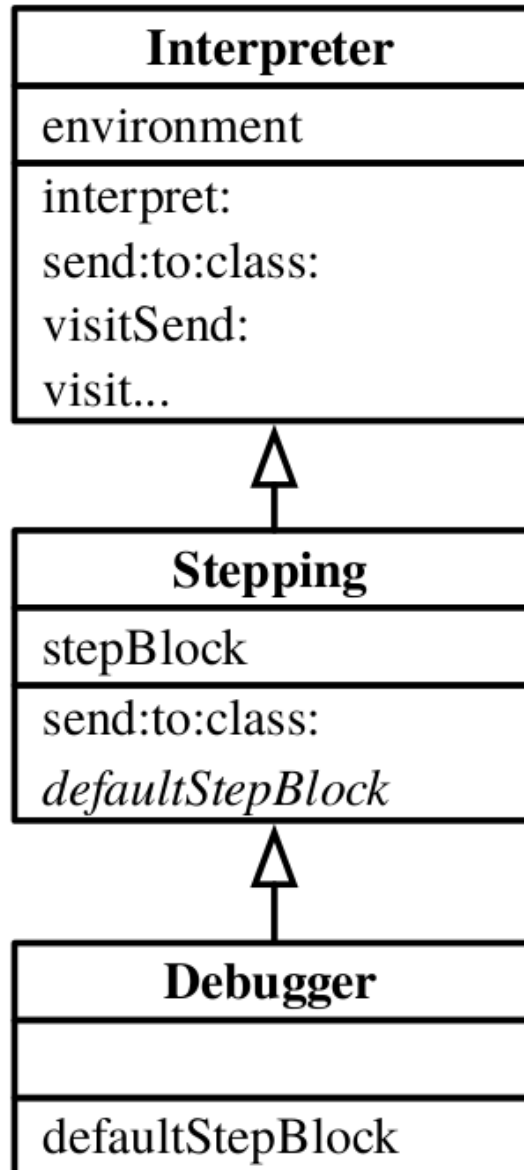 Interpreter
environment
interpret:
send:to:class:
visitSend:
visit...
Stepping
stepBlock
send:to:class:
defaultStepBlock
Debugger
defaultStepBlock